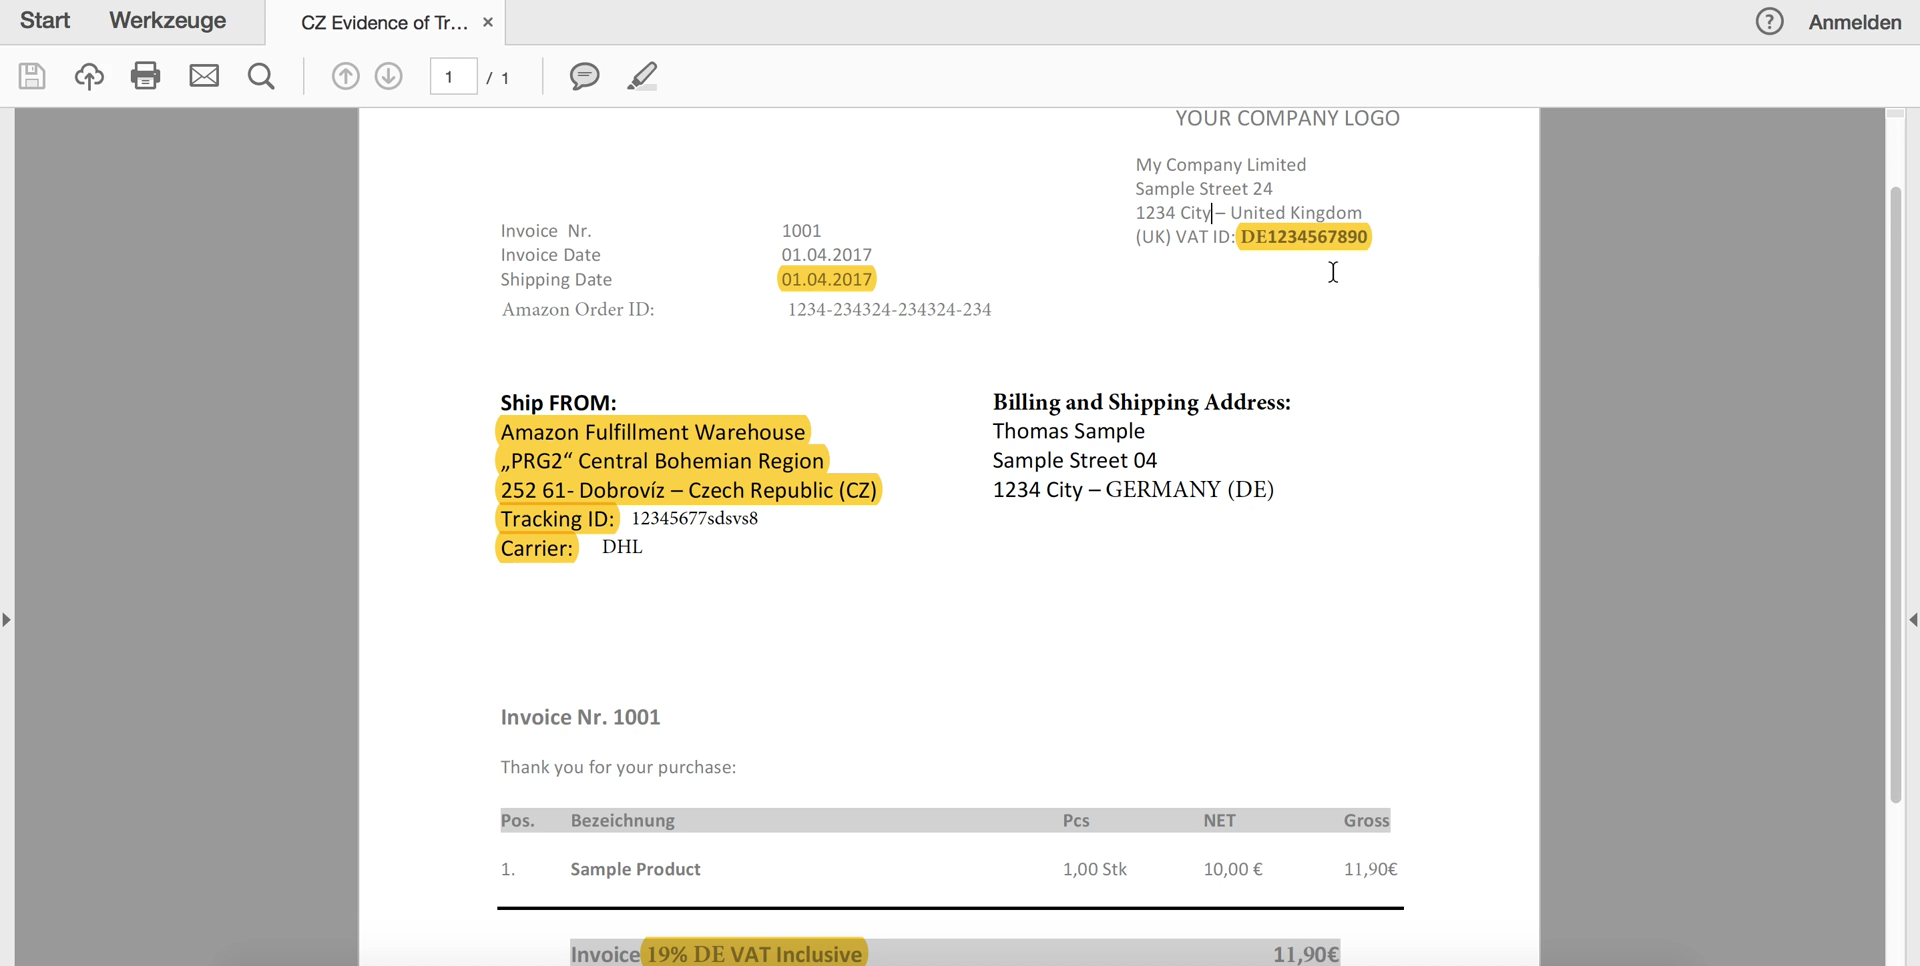 Start Werkzeuge CZ Evidence of Tr... × ? Anmelden
1 / 1
YOUR COMPANY LOGO
My Company Limited
Sample Street 24
1234 City – United Kingdom
(UK) VAT ID: DE1234567890
Invoice Nr. 1001
Invoice Date 01.04.2017
Shipping Date 01.04.2017
Amazon Order ID: 1234-234324-234324-234
Ship FROM:
Amazon Fulfillment Warehouse
„PRG2“ Central Bohemian Region
252 61- Dobrovíz – Czech Republic (CZ)
Tracking ID: 12345677sdsvs8
Carrier: DHL
Billing and Shipping Address:
Thomas Sample
Sample Street 04
1234 City – GERMANY (DE)
Invoice Nr. 1001
Thank you for your purchase:
Pos. Bezeichnung Pcs NET Gross
1. Sample Product 1,00 Stk 10,00 € 11,90€
Invoice 19% DE VAT Inclusive 11,90€